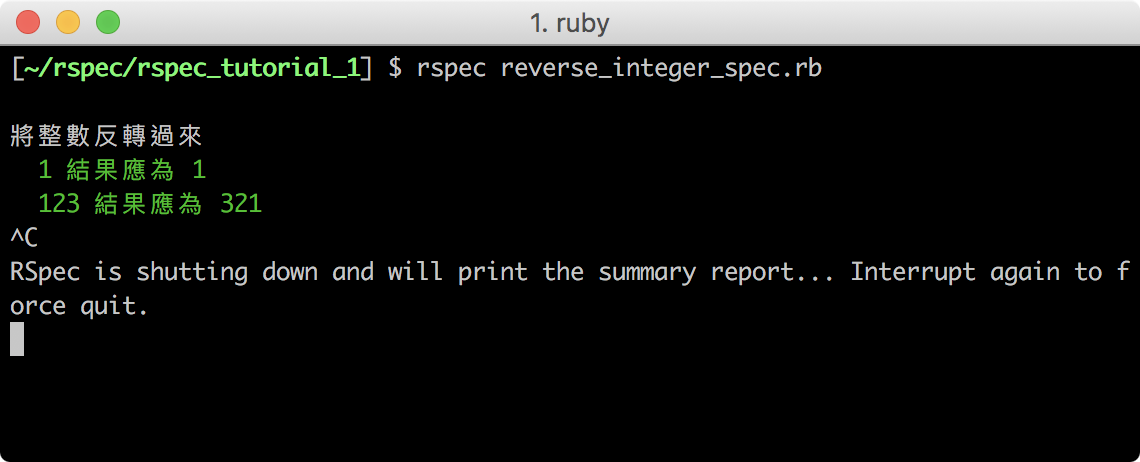 1. ruby
[~/rspec/rspec_tutorial_1] $ rspec reverse_integer_spec.rb
將整數反轉過來
1 結果應為 1
123 結果應為 321
^C
RSpec is shutting down and will print the summary report... Interrupt again to f
orce quit.